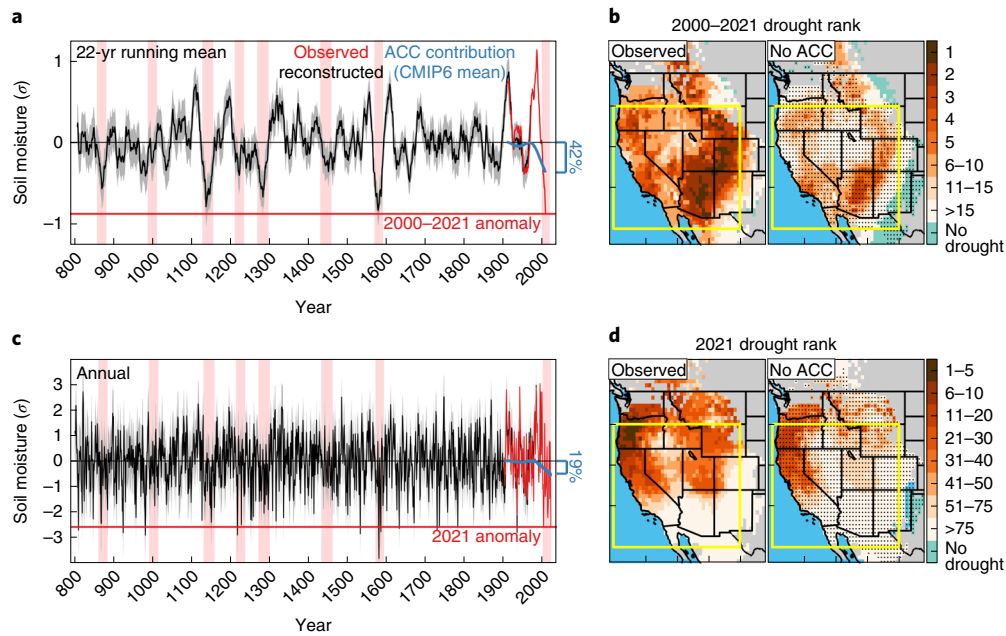 a
22-yr running mean
Observed
reconstructed
ACC contribution
(CMIP6 mean)
Soil moisture (σ)
1
0
−1
42%
2000–2021 anomaly
800
900
1000
1100
1200
1300
1400
1500
1600
1700
1800
1900
2000
Year
b
2000–2021 drought rank
Observed
No ACC
1
2
3
4
5
6–10
11–15
>15
No
drought
c
Annual
Soil moisture (σ)
3
2
1
0
−1
−2
−3
19%
2021 anomaly
800
900
1000
1100
1200
1300
1400
1500
1600
1700
1800
1900
2000
Year
d
2021 drought rank
Observed
No ACC
1–5
6–10
11–20
21–30
31–40
41–50
51–75
>75
No
drought